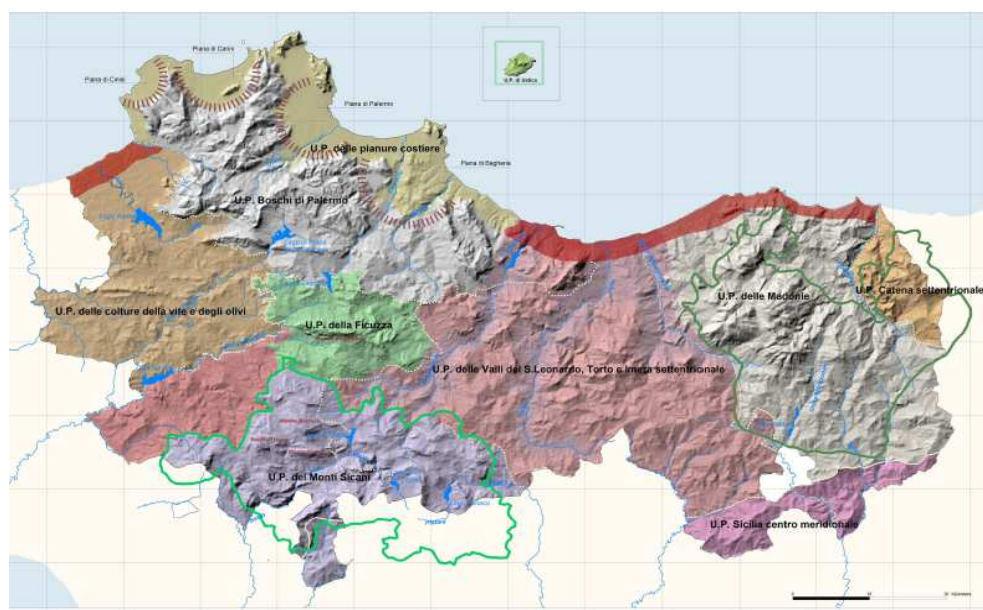 Piana di Carini
Piana di Cinisi
U.P. di Ustica
Piana di Palermo
U.P. delle pianure costiere
Piana di Bagheria
U.P. Boschi di Palermo
U.P. delle Madonie
U.P. Catena settentrionale
U.P. delle colture della vite e degli olivi
U.P. della Ficuzza
U.P. delle Valli del S.Leonardo, Torto e Imera settentrionale
U.P. dei Monti Sicani
U.P. Sicilia centro meridionale